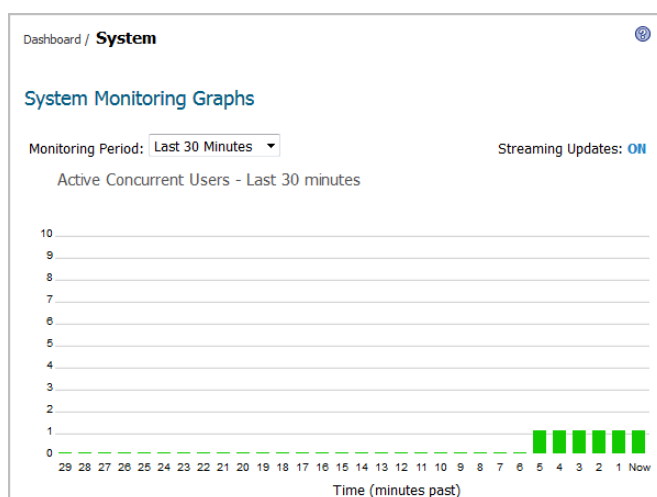 Dashboard / System
System Monitoring Graphs
Monitoring Period: Last 30 Minutes Streaming Updates: ON
Active Concurrent Users - Last 30 minutes
10
9
8
7
6
5
4
3
2
1
0
29 28 27 26 25 24 23 22 21 20 19 18 17 16 15 14 13 12 11 10 9 8 7 6 5 4 3 2 1 Now
Time (minutes past)